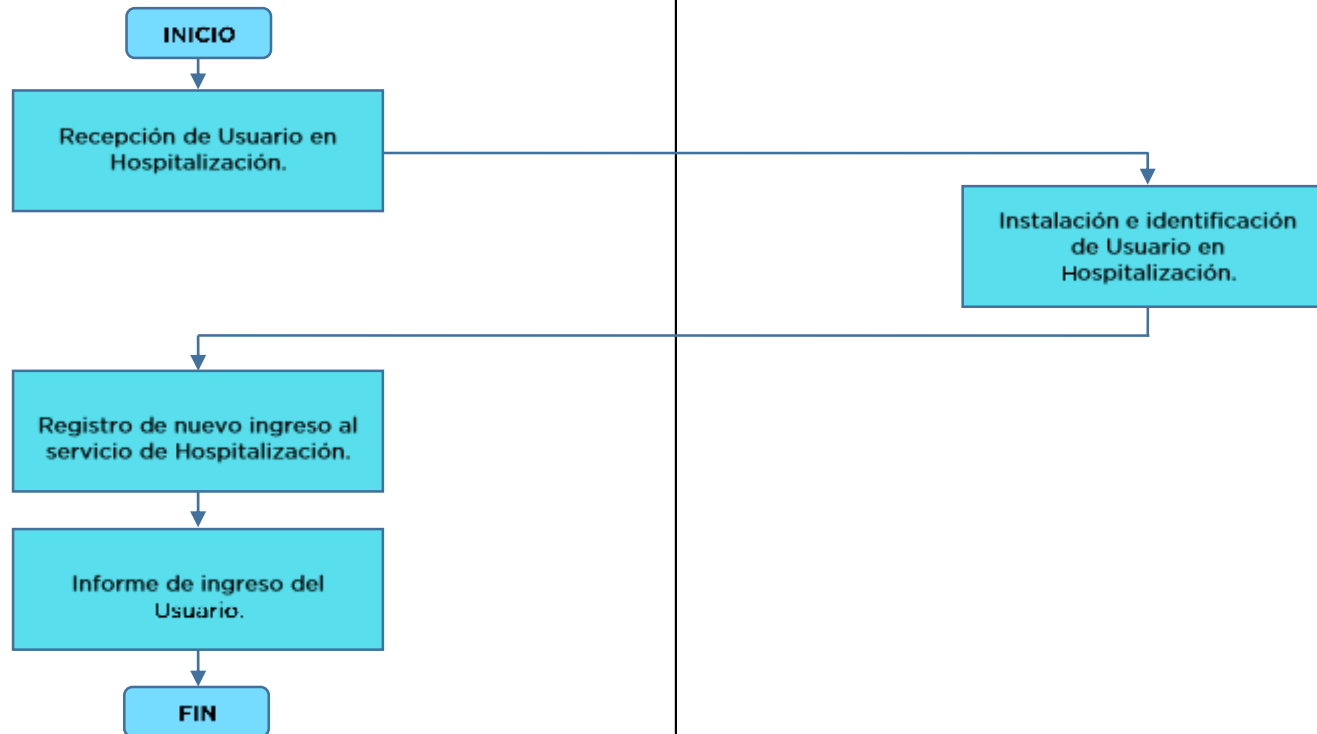 INICIO
Recepción de Usuario en
Hospitalización.
Instalación e identificación
de Usuario en
Hospitalización.
Registro de nuevo ingreso al
servicio de Hospitalización.
Informe de ingreso del
Usuario.
FIN